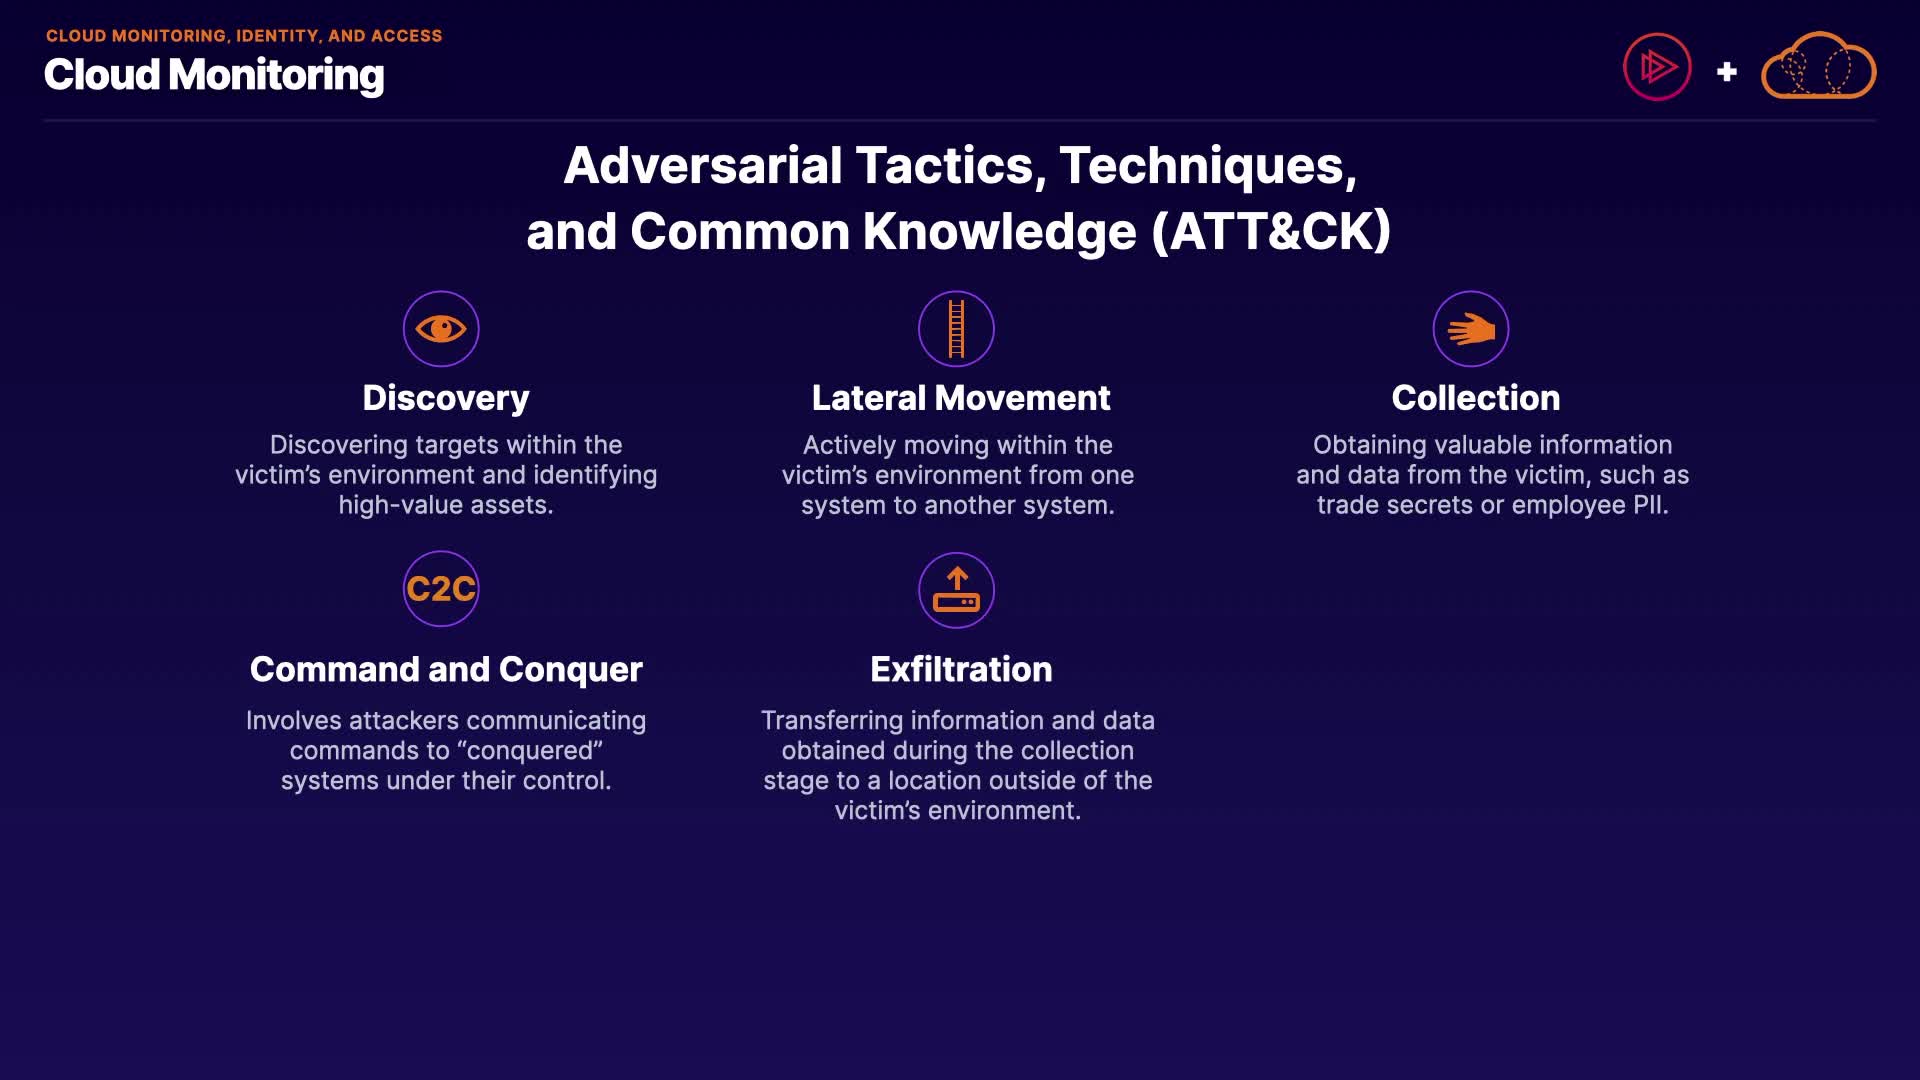 CLOUD MONITORING, IDENTITY, AND ACCESS
Cloud Monitoring
Adversarial Tactics, Techniques,
and Common Knowledge (ATT&CK)
Discovery
Discovering targets within the
victim’s environment and identifying
high-value assets.
Lateral Movement
Actively moving within the
victim’s environment from one
system to another system.
Collection
Obtaining valuable information
and data from the victim, such as
trade secrets or employee PII.
C2C
Command and Conquer
Involves attackers communicating
commands to “conquered”
systems under their control.
Exfiltration
Transferring information and data
obtained during the collection
stage to a location outside of the
victim’s environment.